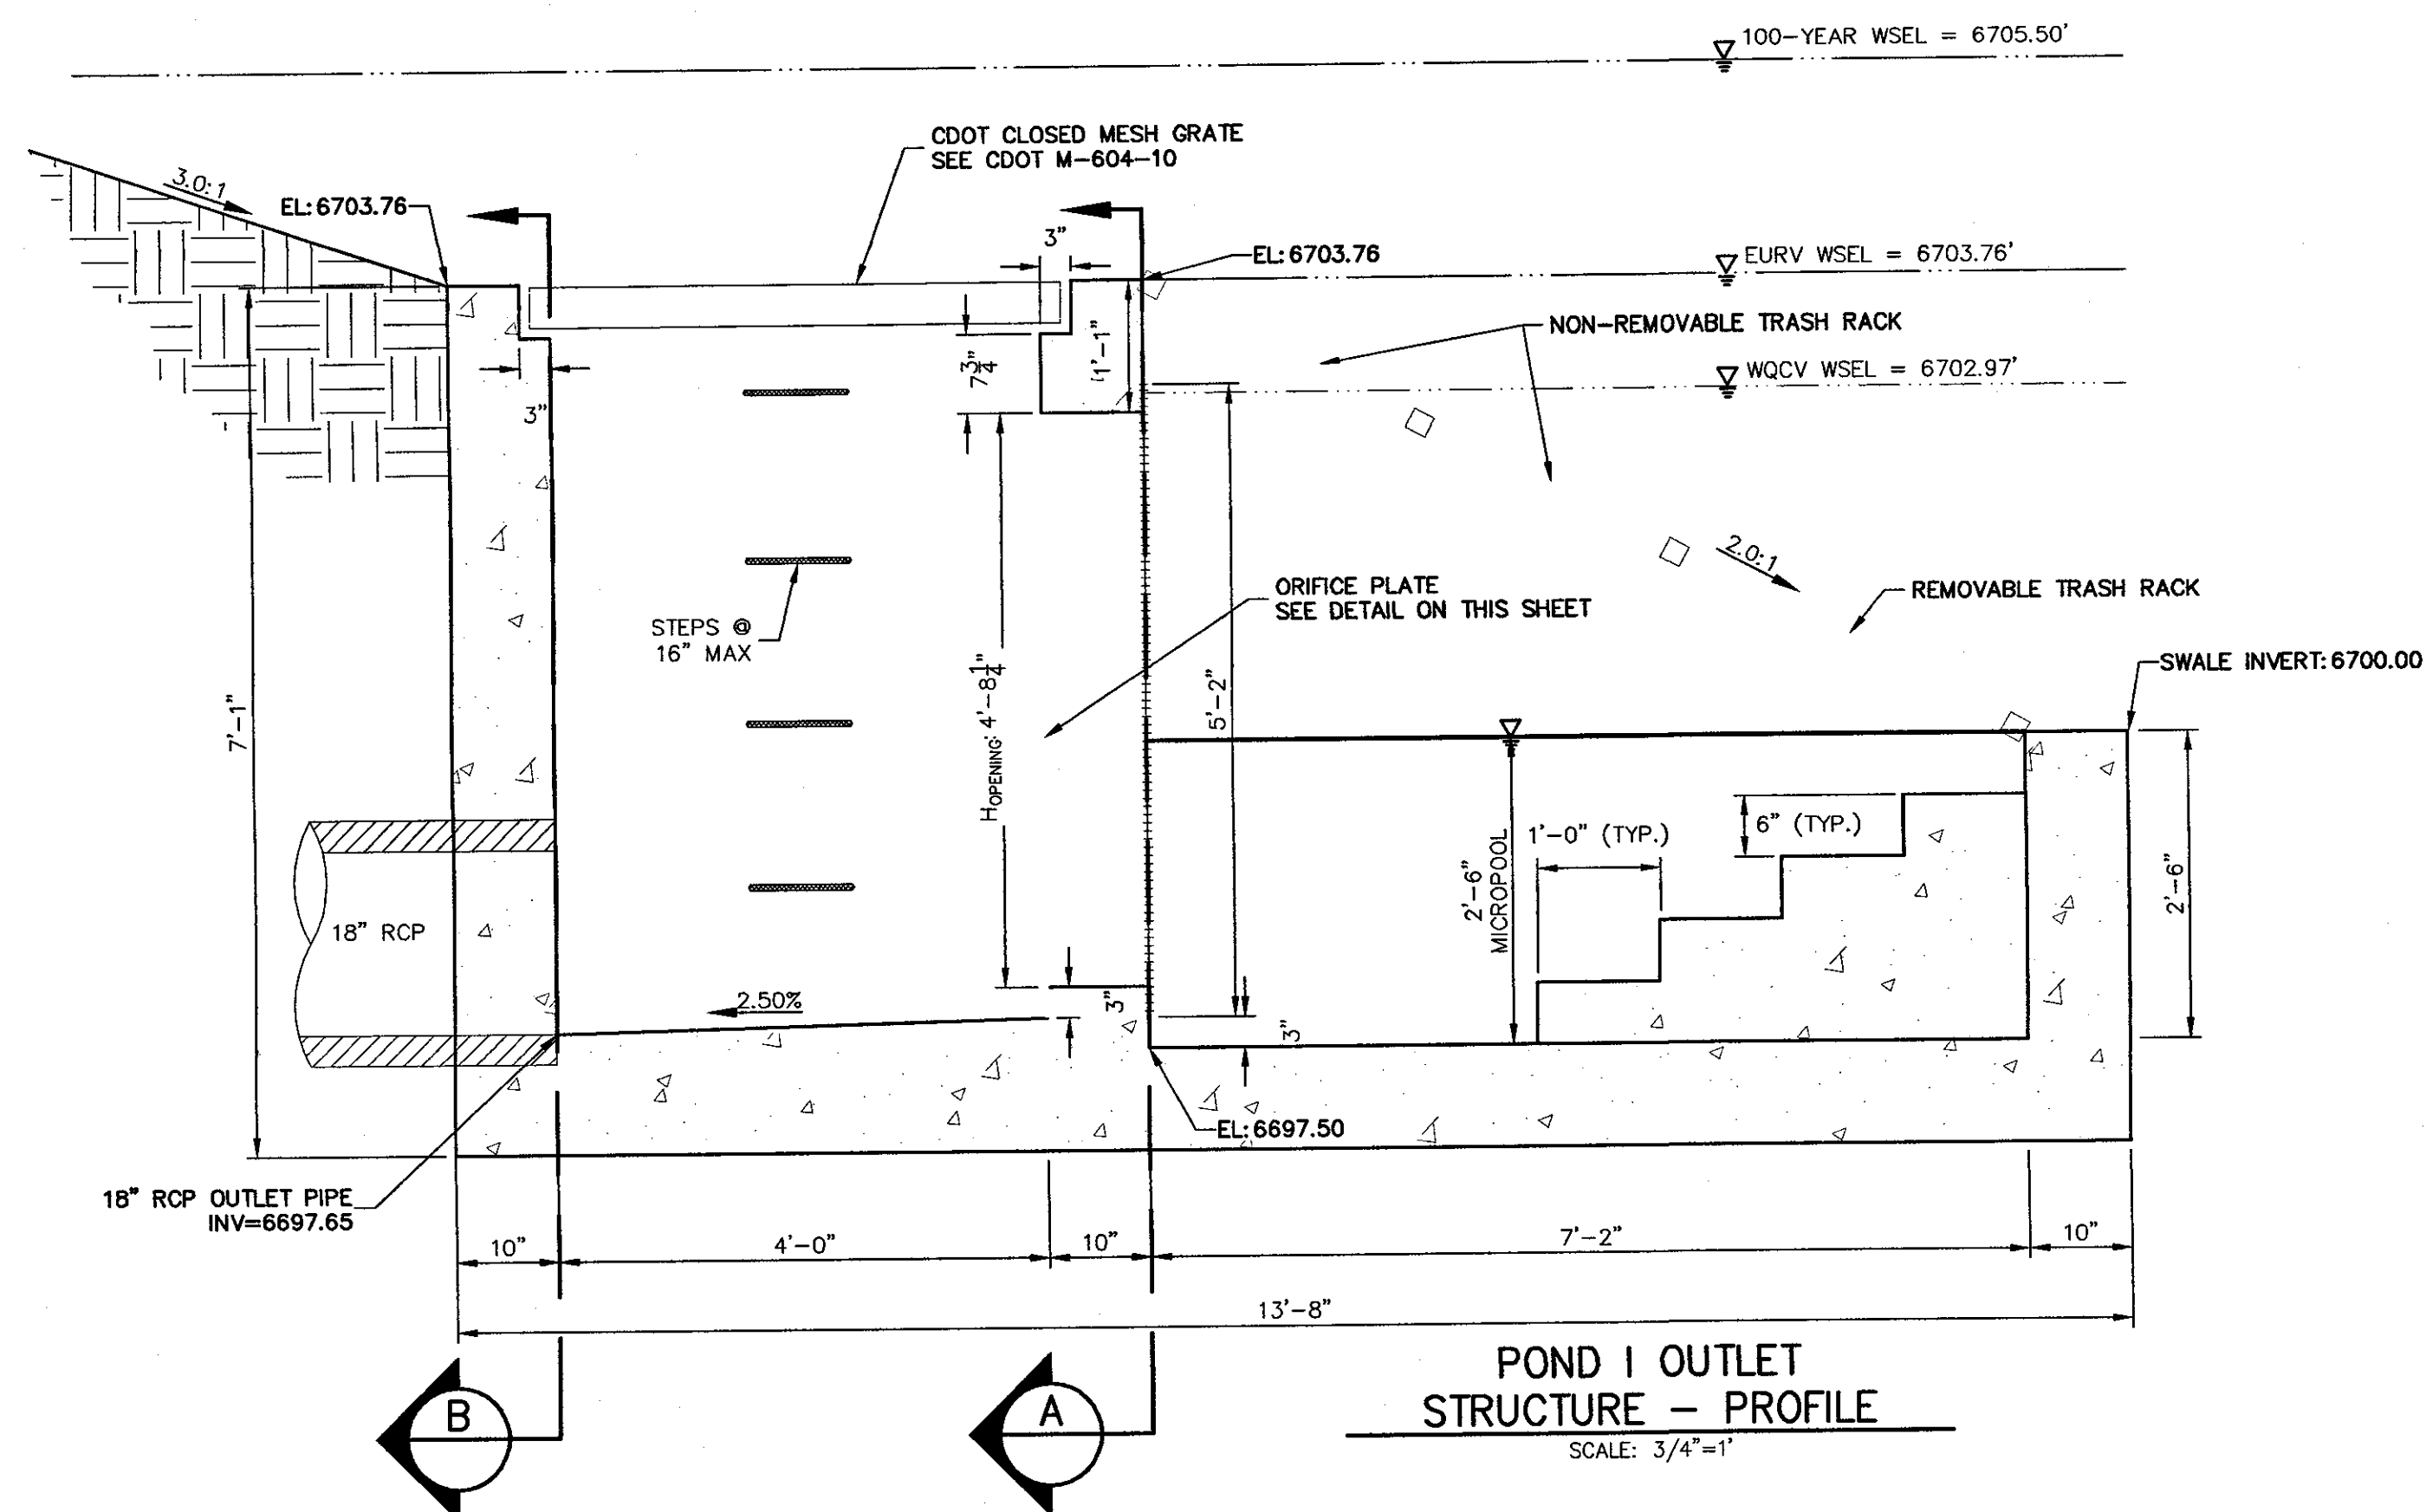 100-YEAR WSEL = 6705.50'
CDOT CLOSED MESH GRATE
SEE CDOT M-604-10
3.0:1
EL: 6703.76
3"
EL: 6703.76
EURV WSEL = 6703.76'
NON-REMOVABLE TRASH RACK
7 3/4"
1'-1"
WQCV WSEL = 6702.97'
3"
2.0:1
ORIFICE PLATE
SEE DETAIL ON THIS SHEET
REMOVABLE TRASH RACK
STEPS @
16" MAX
SWALE INVERT: 6700.00
7'-1"
HOPENING: 4'-8 1/4"
5'-2"
2'-6"
MICROPOOL
1'-0" (TYP.)
6" (TYP.)
2'-6"
18" RCP
2.50%
3"
3"
EL: 6697.50
18" RCP OUTLET PIPE
INV=6697.65
10"
4'-0"
10"
7'-2"
10"
13'-8"
B
A
POND I OUTLET
STRUCTURE - PROFILE
SCALE: 3/4"=1'